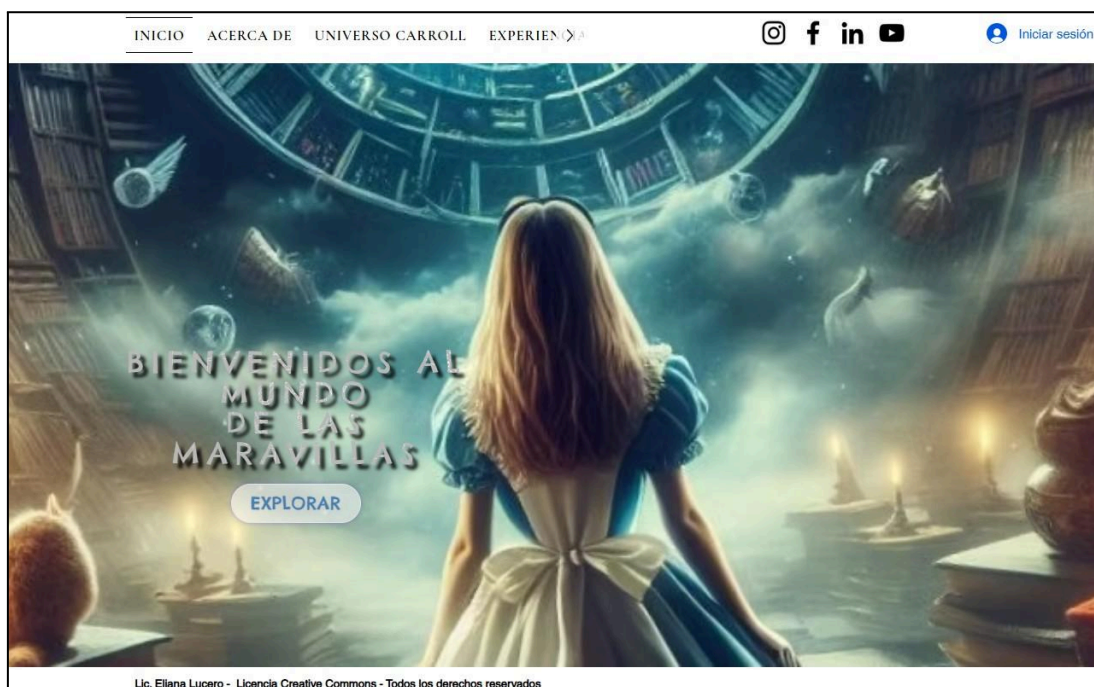 INICIO ACERCA DE UNIVERSO CARROLL EXPERIEN Iniciar sesión
BIENVENIDOS AL
MUNDO
DE LAS
MARAVILLAS
EXPLORAR
Lic. Eliana Lucero - Licencia Creative Commons - Todos los derechos reservados